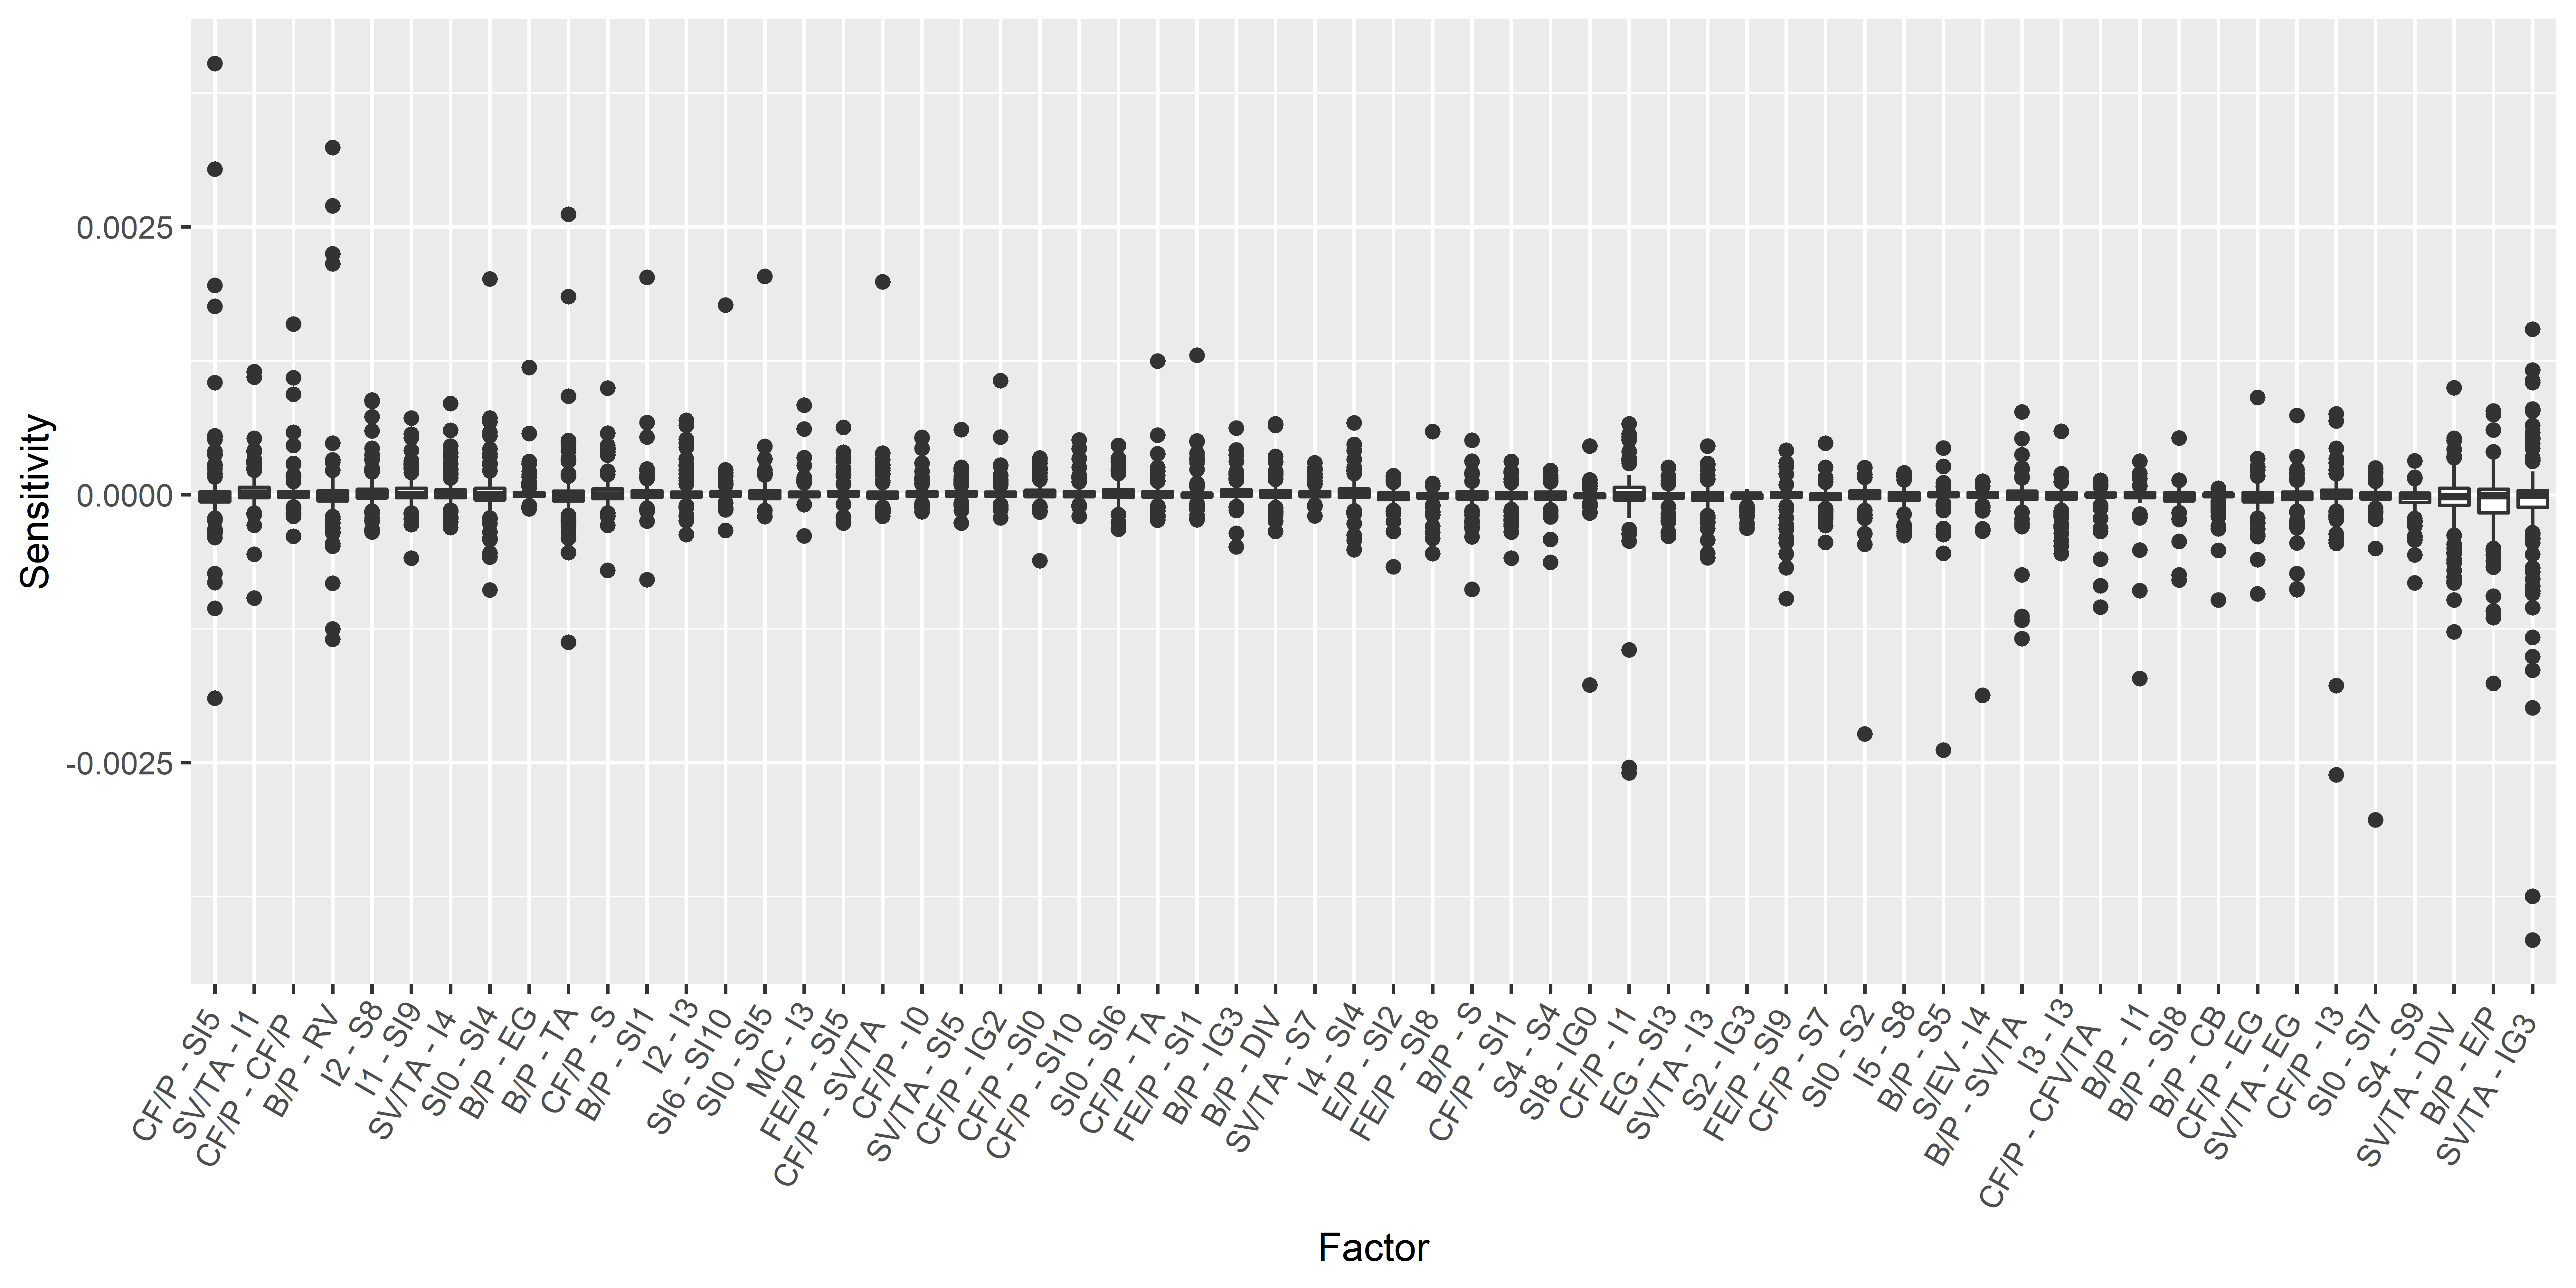 Sensitivity
0.0025
0.0000
-0.0025
CF/P - SI5
SV/TA - I1
CF/P - CF/P
B/P - RV
I2 - S8
I1 - SI9
SV/TA - I4
SI0 - SI4
B/P - EG
B/P - TA
CF/P - S
B/P - SI1
I2 - I3
SI6 - SI10
SI0 - SI5
MC - I3
FE/P - SI5
CF/P - SV/TA
CF/P - I0
SV/TA - SI5
CF/P - IG2
CF/P - SI0
CF/P - SI10
SI0 - SI6
CF/P - TA
FE/P - SI1
B/P - IG3
B/P - DIV
SV/TA - S7
I4 - SI4
E/P - SI2
FE/P - SI8
B/P - S
CF/P - SI1
S4 - S4
SI8 - IG0
CF/P - I1
EG - SI3
SV/TA - I3
S2 - IG3
FE/P - SI9
CF/P - S7
SI0 - S2
I5 - S8
B/P - S5
S/EV - I4
B/P - SV/TA
I3 - I3
CF/P - CFV/TA
B/P - I1
B/P - SI8
B/P - CB
CF/P - EG
SV/TA - EG
CF/P - I3
SI0 - SI7
S4 - S9
SV/TA - DIV
B/P - E/P
SV/TA - IG3
Factor